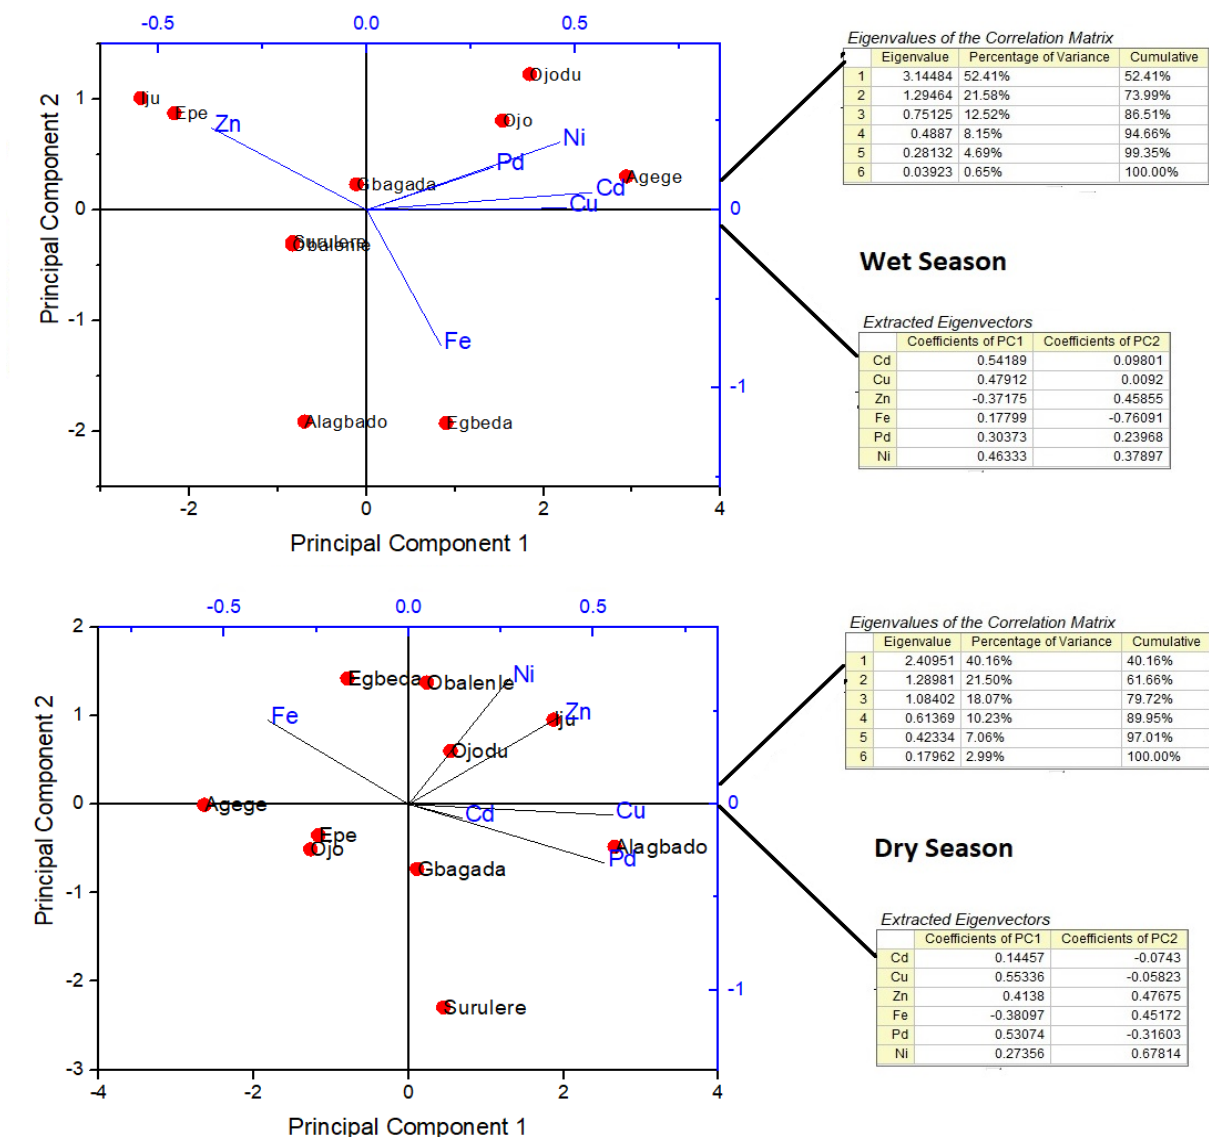 -0.5 0.0 0.5
Principal Component 2
1
0
-1
-2
Iju
Epe
Zn
Ojodu
Ojo
Ni
Pd
Agege
Cd
Cu
Gbagada
Surulere
Obalenle
Fe
Alagbado
Egbeda
0
-1
-2 0 2 4
Principal Component 1
Eigenvalues of the Correlation Matrix
Eigenvalue Percentage of Variance Cumulative
1 3.14484 52.41% 52.41%
2 1.29464 21.58% 73.99%
3 0.75125 12.52% 86.51%
4 0.4887 8.15% 94.66%
5 0.28132 4.69% 99.35%
6 0.03923 0.65% 100.00%
Wet Season
Extracted Eigenvectors
Coefficients of PC1 Coefficients of PC2
Cd 0.54189 0.09801
Cu 0.47912 0.0092
Zn -0.37175 0.45855
Fe 0.17799 -0.76091
Pd 0.30373 0.23968
Ni 0.46333 0.37897
-0.5 0.0 0.5
Principal Component 2
2
1
0
-1
-2
-3
Egbeda
Obalenle
Ni
Fe
Zn
Iju
Ojodu
Agege
Cd
Cu
Epe
Ojo
Alagbado
Pd
Gbagada
Surulere
0
-1
-4 -2 0 2 4
Principal Component 1
Eigenvalues of the Correlation Matrix
Eigenvalue Percentage of Variance Cumulative
1 2.40951 40.16% 40.16%
2 1.28981 21.50% 61.66%
3 1.08402 18.07% 79.72%
4 0.61369 10.23% 89.95%
5 0.42334 7.06% 97.01%
6 0.17962 2.99% 100.00%
Dry Season
Extracted Eigenvectors
Coefficients of PC1 Coefficients of PC2
Cd 0.14457 -0.0743
Cu 0.55336 -0.05823
Zn 0.4138 0.47675
Fe -0.38097 0.45172
Pd 0.53074 -0.31603
Ni 0.27356 0.67814